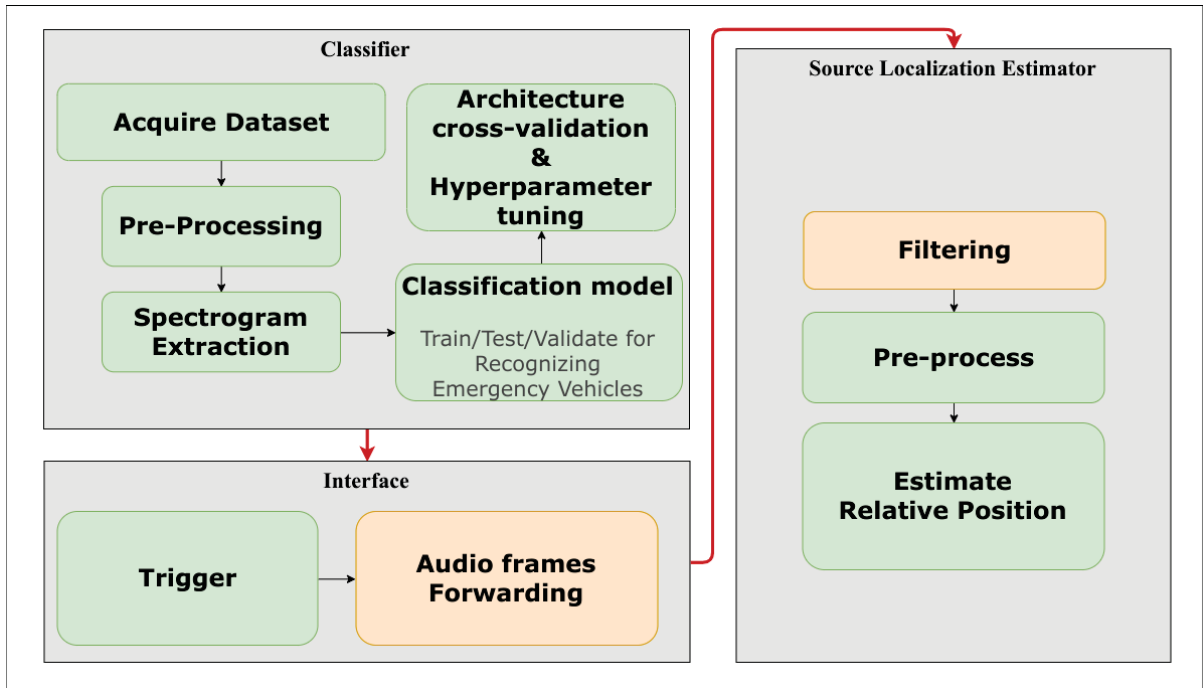 Classifier
Acquire Dataset
Pre-Processing
Spectrogram
Extraction
Architecture
cross-validation
&
Hyperparameter
tuning
Classification model
Train/Test/Validate for
Recognizing
Emergency Vehicles
Interface
Trigger
Audio frames
Forwarding
Source Localization Estimator
Filtering
Pre-process
Estimate
Relative Position